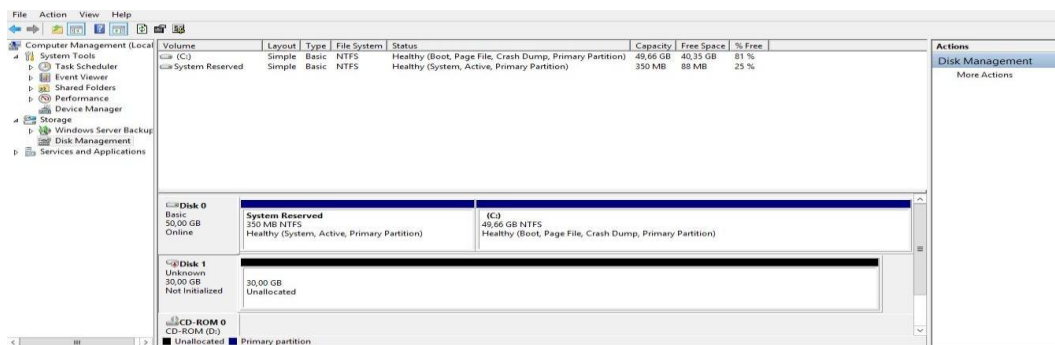 File Action View Help
Computer Management (Local
System Tools
Task Scheduler
Event Viewer
Shared Folders
Performance
Device Manager
Storage
Windows Server Backup
Disk Management
Services and Applications
Volume Layout Type File System Status Capacity Free Space % Free
(C:) Simple Basic NTFS Healthy (Boot, Page File, Crash Dump, Primary Partition) 49,66 GB 40,35 GB 81 %
System Reserved Simple Basic NTFS Healthy (System, Active, Primary Partition) 350 MB 88 MB 25 %
Disk 0
Basic
50,00 GB
Online
System Reserved
350 MB NTFS
Healthy (System, Active, Primary Partition)
(C:)
49,66 GB NTFS
Healthy (Boot, Page File, Crash Dump, Primary Partition)
Disk 1
Unknown
30,00 GB
Not Initialized
30,00 GB
Unallocated
CD-ROM 0
CD-ROM (D:)
Unallocated Primary partition
Actions
Disk Management
More Actions